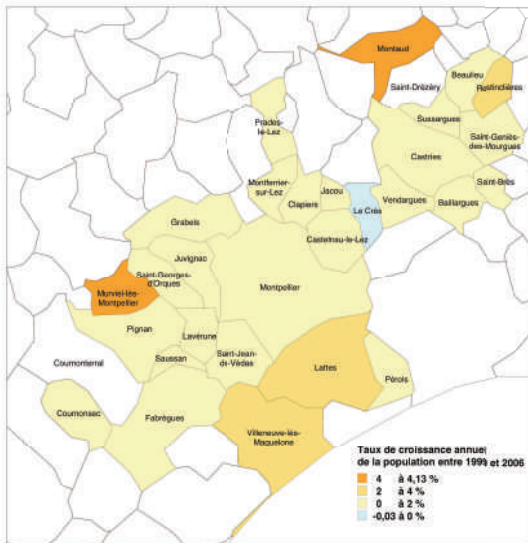 Montaud
Beaulieu
Restinclières
Saint-Drézéry
Sussargues
Prades-
le-Lez
Saint-Geniès-
des-Mourgues
Castries
Montferrier-
sur-Lez
Jacou
Saint-Brès
Clapiers
Le Crès
Vendargues
Baillargues
Grabels
Castelnau-le-Lez
Juvignac
Saint-Georges-
d'Orques
Murviel-lès-
Montpellier
Montpellier
Pignan
Lavérune
Saussan
Saint-Jean-
de-Védas
Lattes
Cournonterral
Pérols
Cournonsec
Fabrègues
Villeneuve-lès-
Maguelone
Taux de croissance annuel
de la population entre 1999 et 2006
4 à 4,13 %
2 à 4 %
0 à 2 %
-0,03 à 0 %